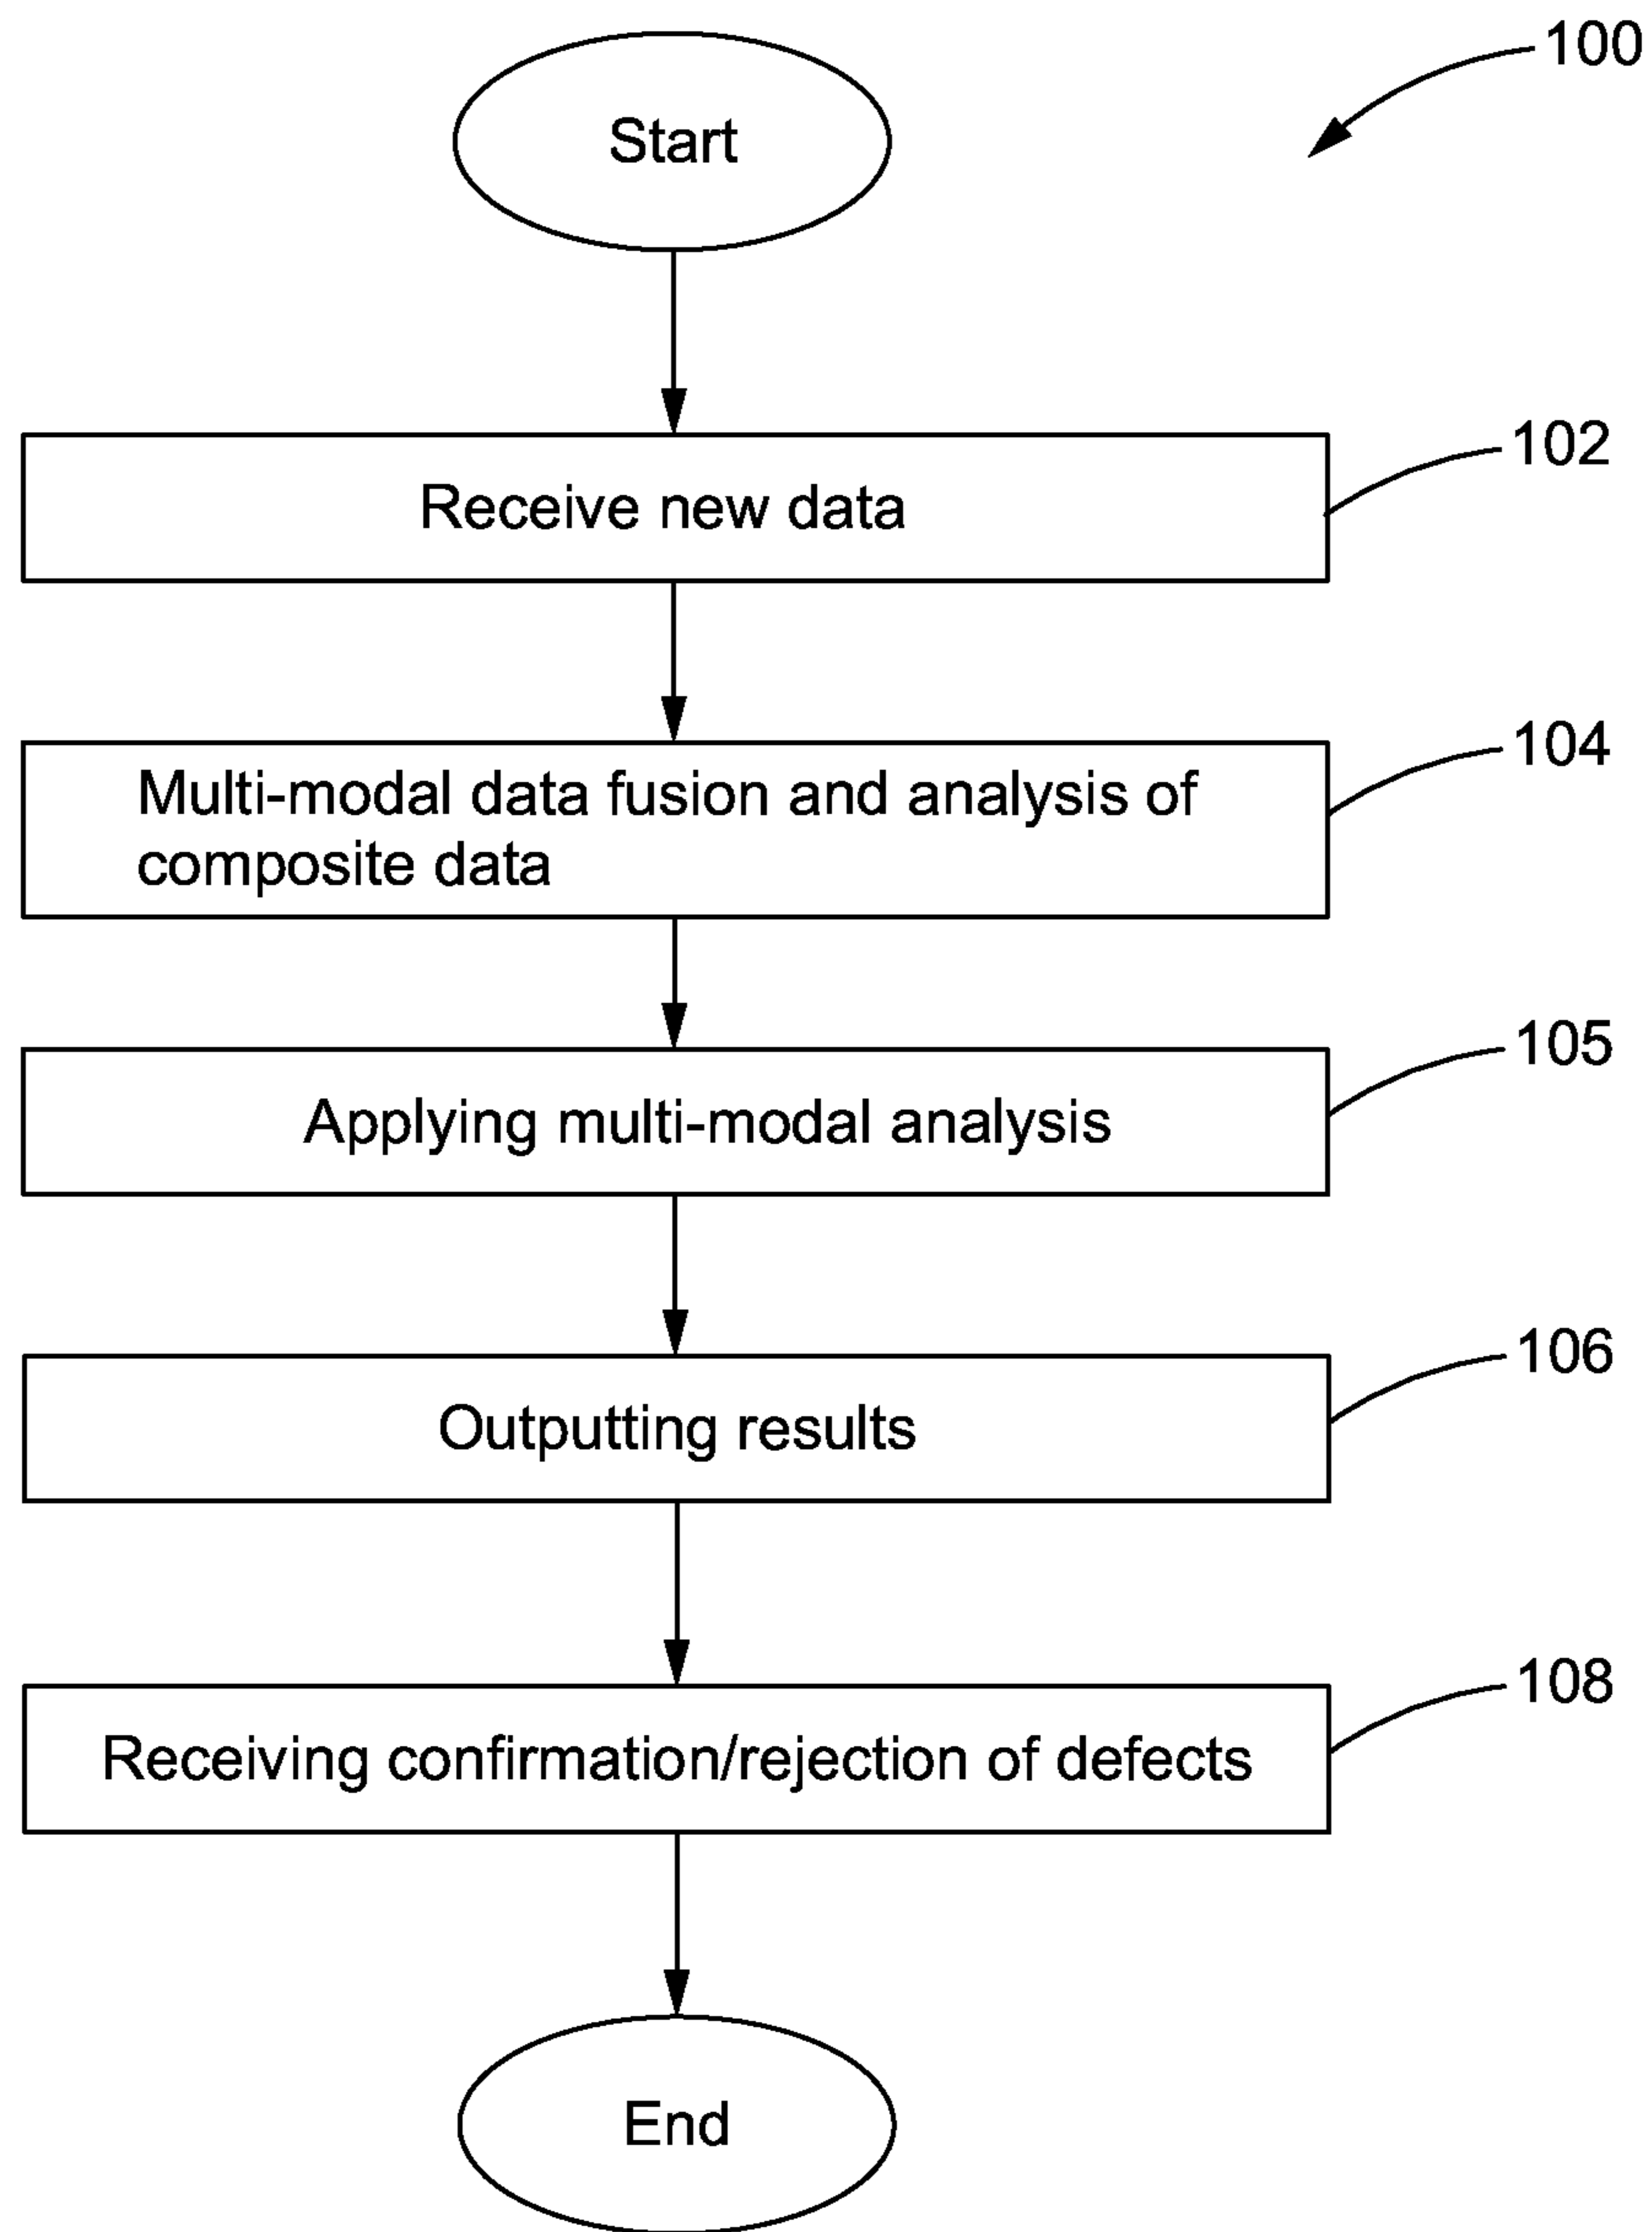 100
Start
102
Receive new data
104
Multi-modal data fusion and analysis of
composite data
105
Applying multi-modal analysis
106
Outputting results
108
Receiving confirmation/rejection of defects
End